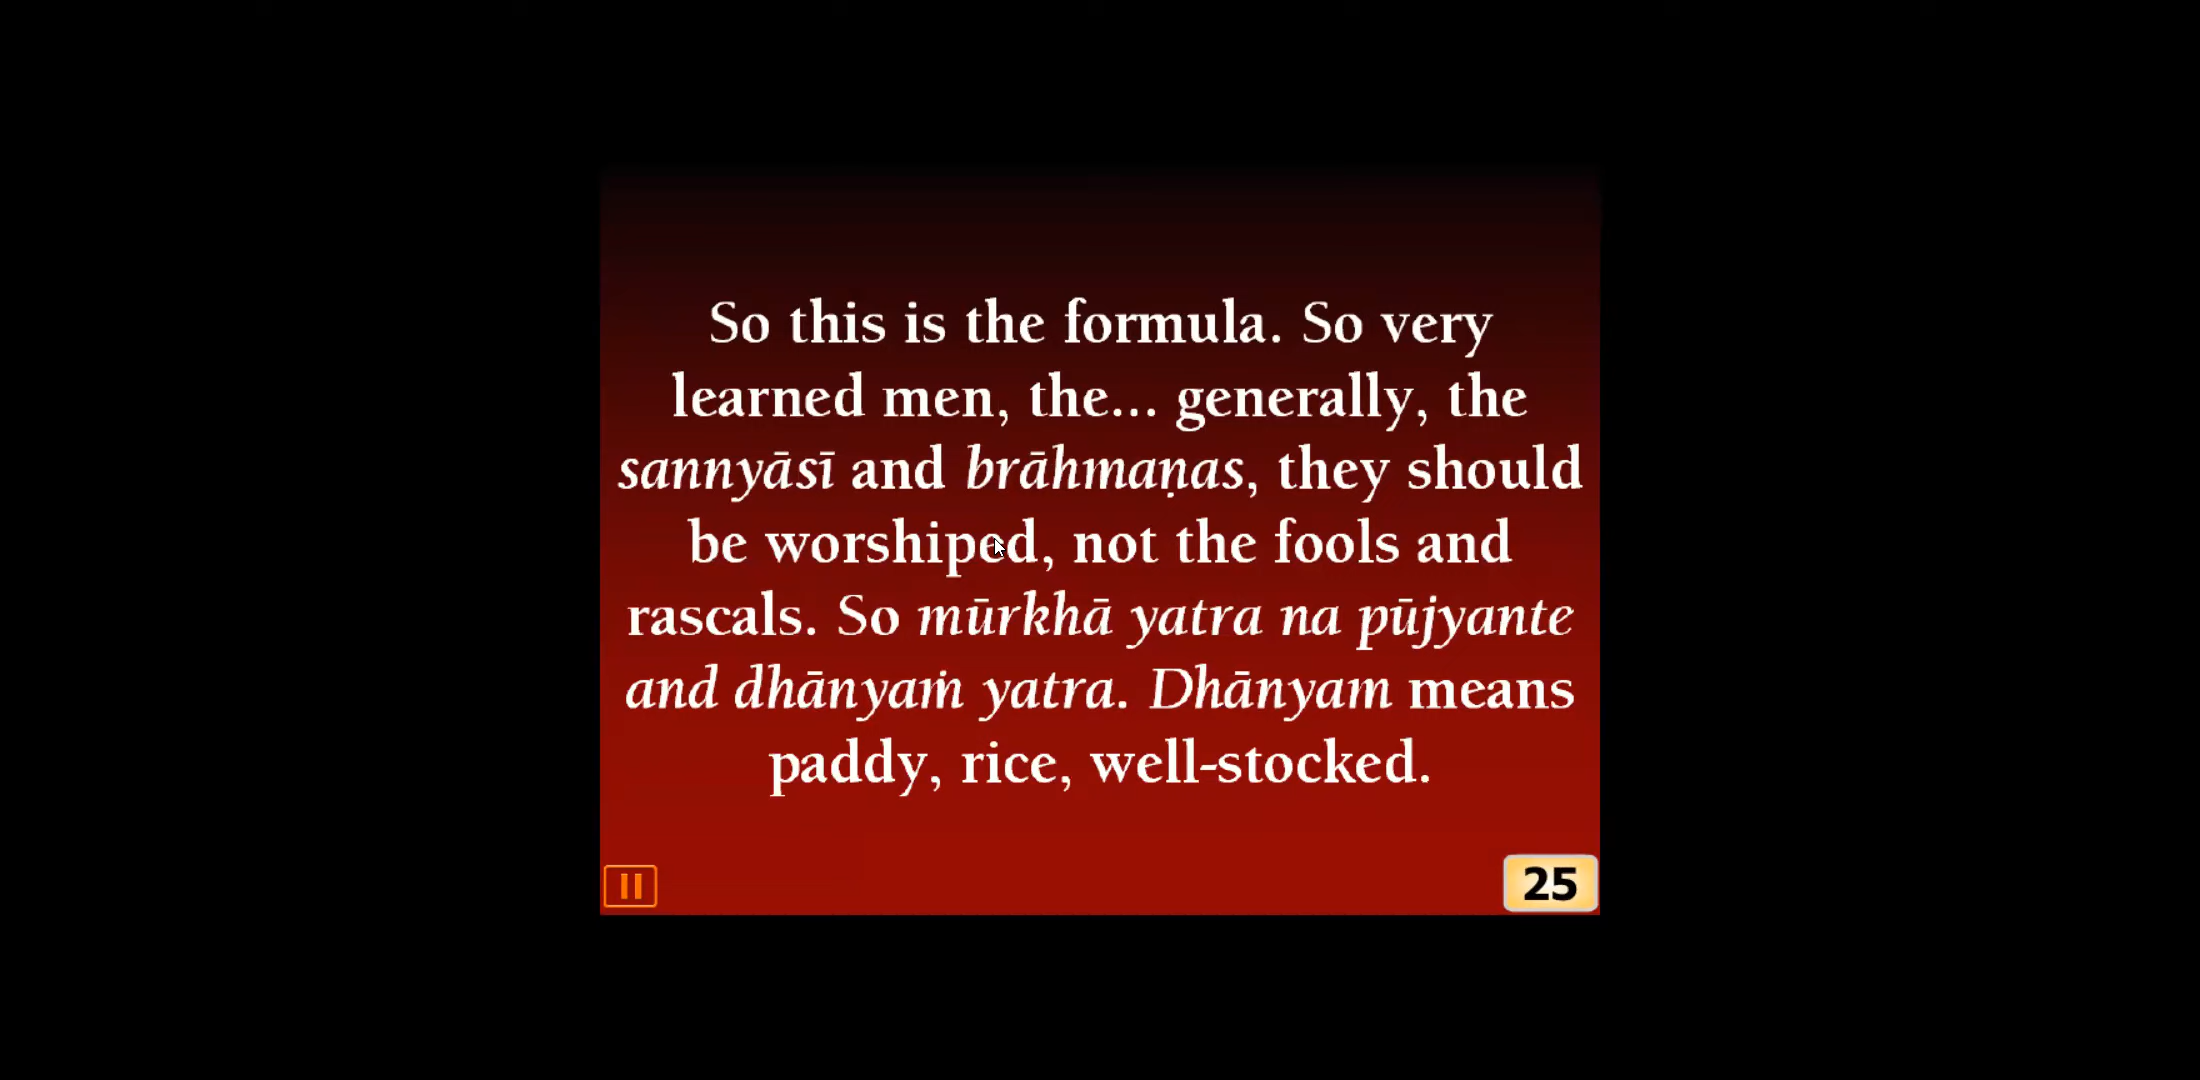 So this is the formula. So very
learned men, the... generally, the
sannyāsī and brāhmaṇas, they should
be worshiped, not the fools and
rascals. So mūrkhā yatra na pūjyante
and dhānyaṁ yatra. Dhānyam means
paddy, rice, well-stocked.
25